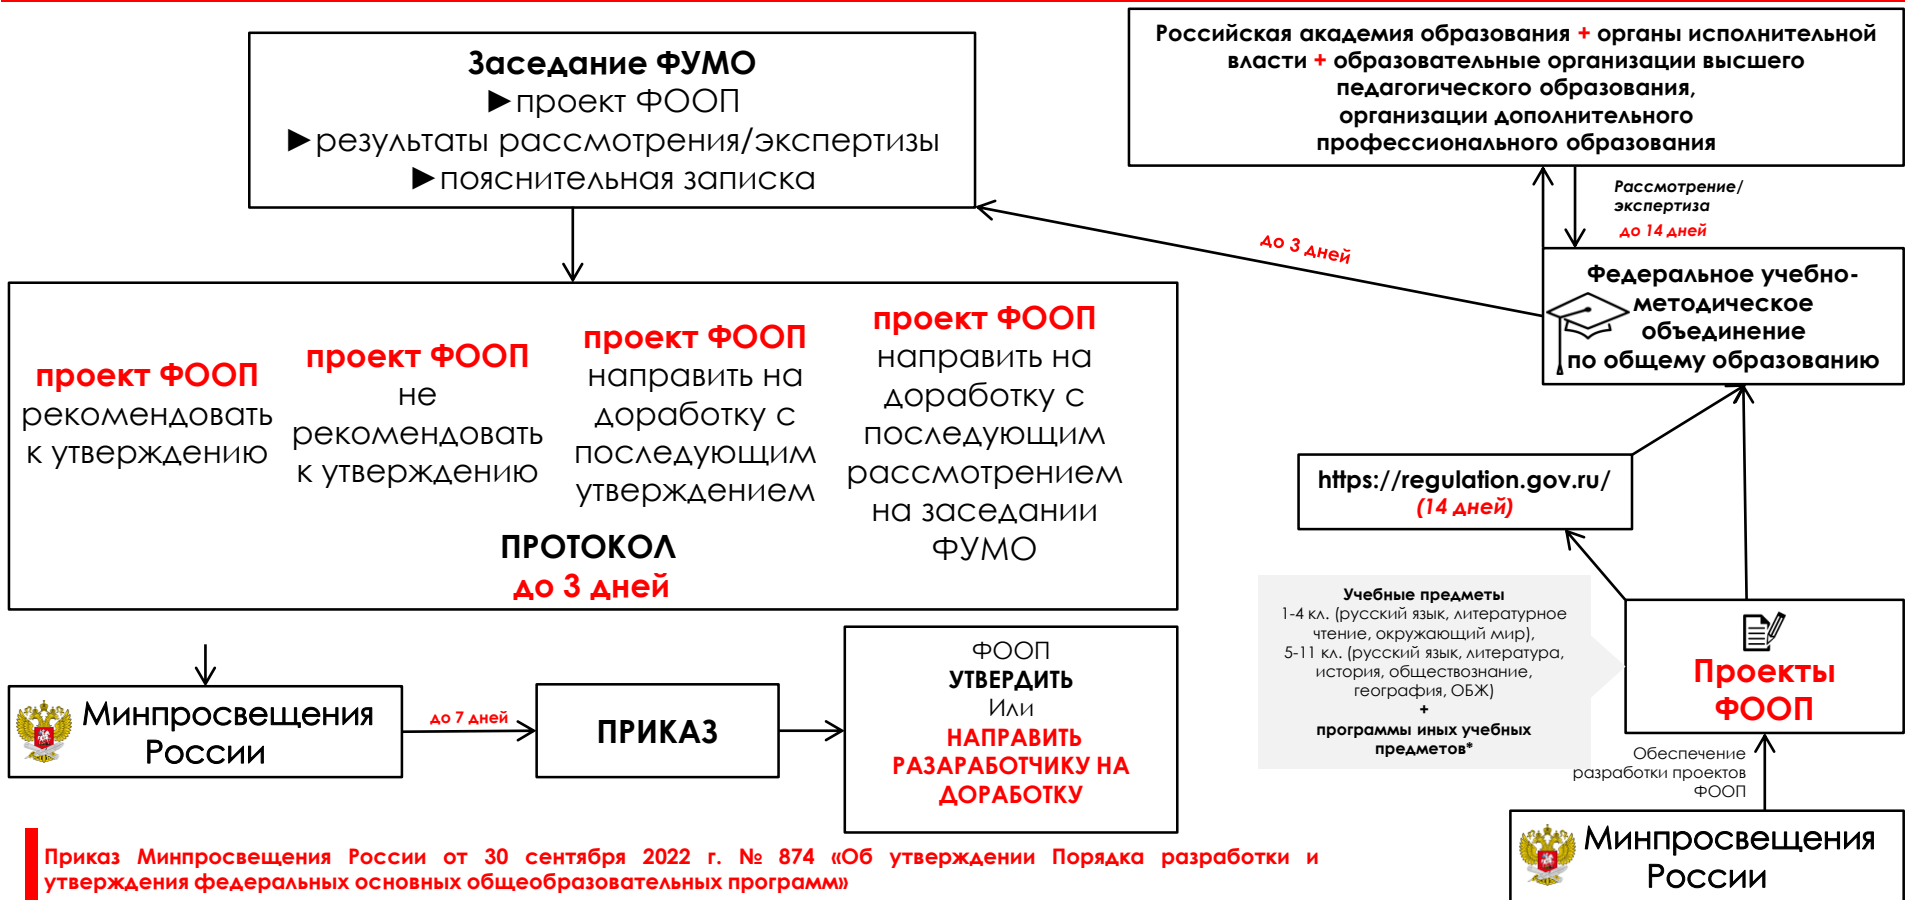 Российская академия образования + органы исполнительной
власти + образовательные организации высшего
педагогического образования,
организации дополнительного
профессионального образования
Заседание ФУМО
►проект ФООП
►результаты рассмотрения/экспертизы
►пояснительная записка
Рассмотрение/
экспертиза
до 14 дней
до 3 дней
Федеральное учебно-
методическое
объединение
по общему образованию
проект ФООП
рекомендовать
к утверждению
проект ФООП
не
рекомендовать
к утверждению
проект ФООП
направить на
доработку с
последующим
утверждением
проект ФООП
направить на
доработку с
последующим
рассмотрением
на заседании
ФУМО
ПРОТОКОЛ
до 3 дней
https://regulation.gov.ru/
(14 дней)
Учебные предметы
1-4 кл. (русский язык, литературное
чтение, окружающий мир),
5-11 кл. (русский язык, литература,
история, обществознание,
география, ОБЖ)
+
программы иных учебных
предметов*
Проекты
ФООП
Обеспечение
разработки проектов
ФООП
Минпросвещения
России
Минпросвещения
России
до 7 дней
ПРИКАЗ
ФООП
УТВЕРДИТЬ
Или
НАПРАВИТЬ
РАЗАРАБОТЧИКУ НА
ДОРАБОТКУ
Приказ Минпросвещения России от 30 сентября 2022 г. № 874 «Об утверждении Порядка разработки и
утверждения федеральных основных общеобразовательных программ»